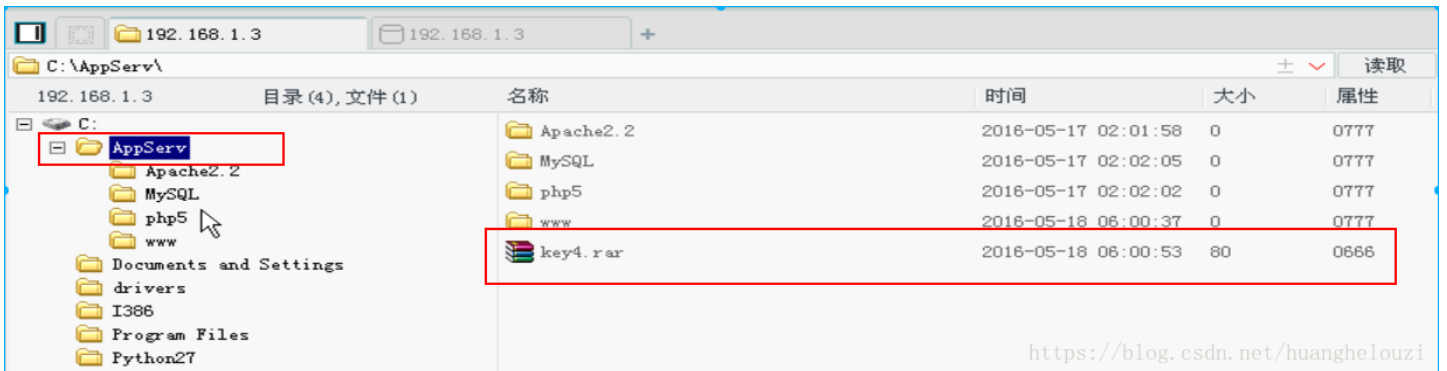 192.168.1.3 192.168.1.3 +
C:\AppServ\ 读取
192.168.1.3 目录(4),文件(1) 名称 时间 大小 属性
C:
AppServ
Apache2.2
MySQL
php5
www
Documents and Settings
drivers
I386
Program Files
Python27
Apache2.2 2016-05-17 02:01:58 0 0777
MySQL 2016-05-17 02:02:05 0 0777
php5 2016-05-17 02:02:02 0 0777
www 2016-05-18 06:00:37 0 0777
key4.rar 2016-05-18 06:00:53 80 0666
https://blog.csdn.net/huanghelouzi